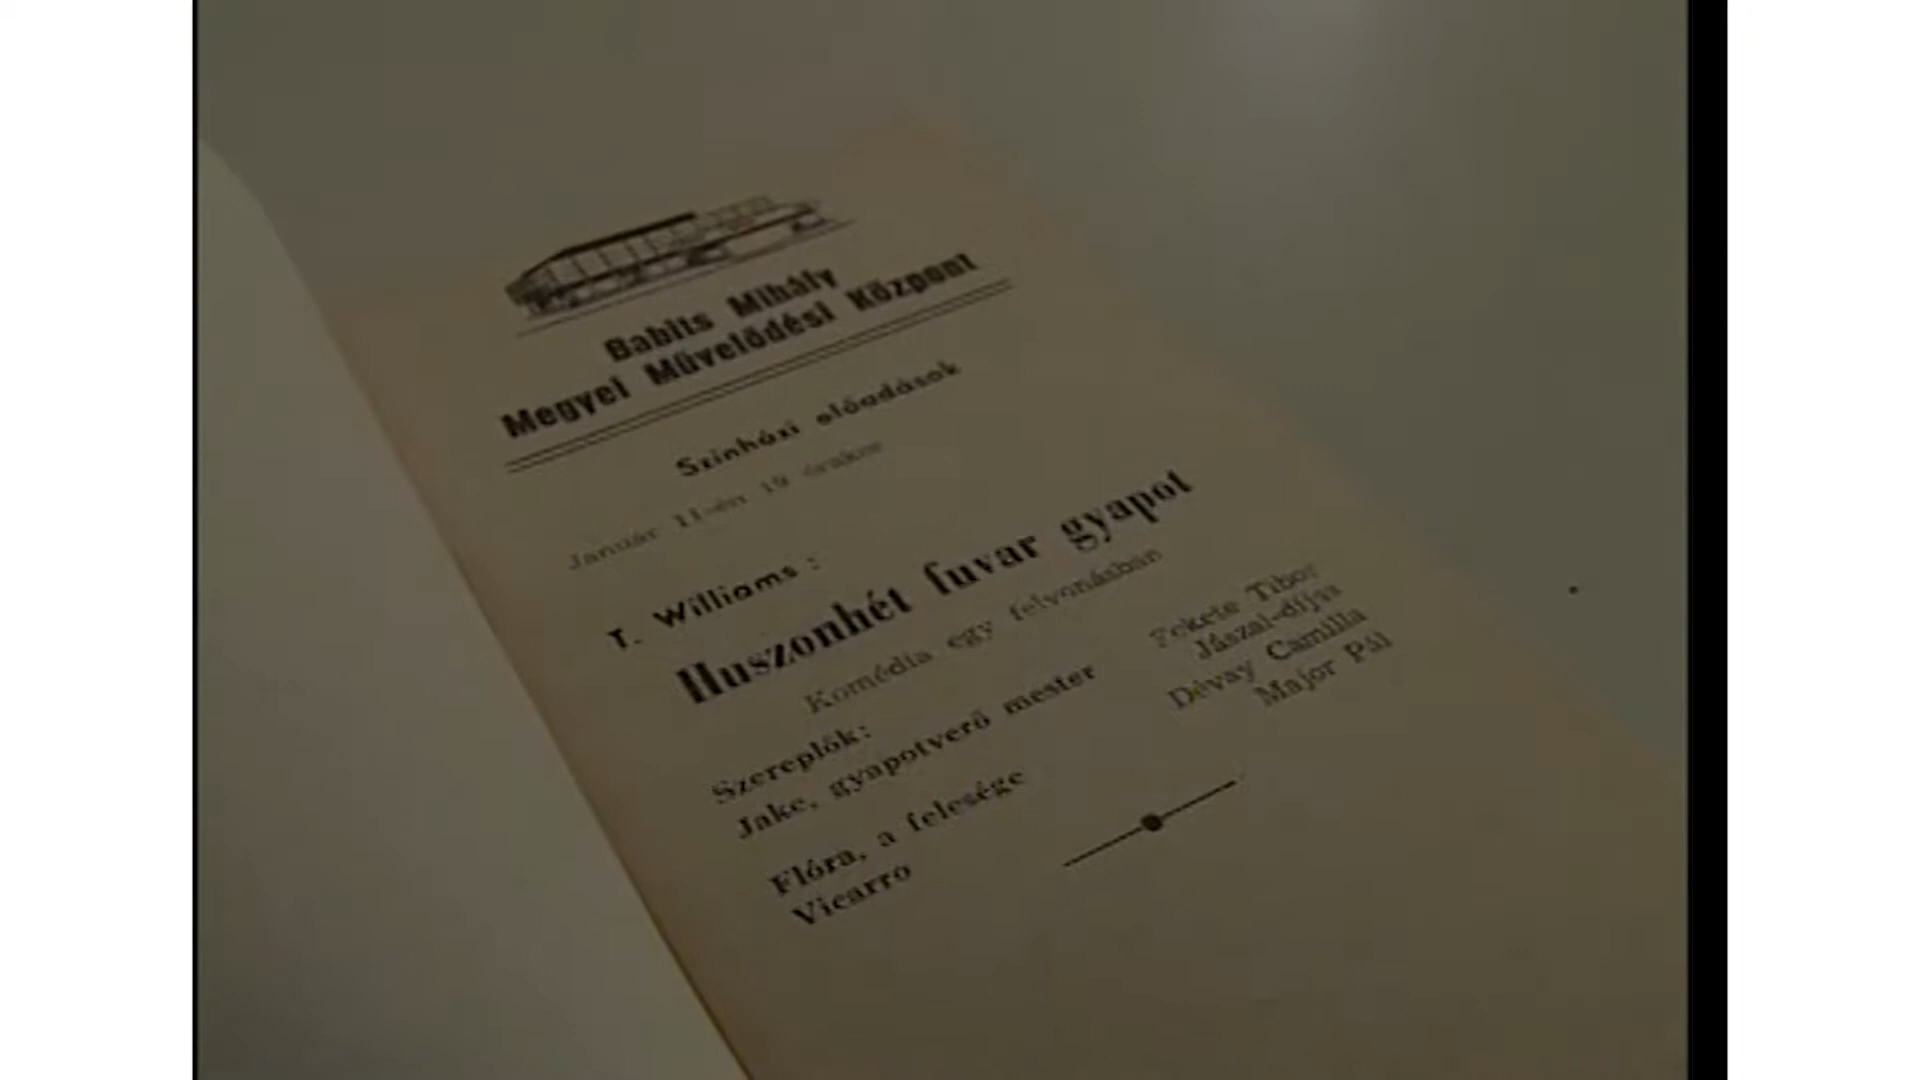 Babits Mihály
Megyei Művelődési Központ
Színházi előadások
Január 11-én 19 órakor
T. Williams :
Huszonhét fuvar gyapot
Komédia egy felvonásban
Szereplők:
Jake, gyapotverő mester
Fekete Tibor
Jászai-díjas
Flóra, a felesége
Dévay Camilla
Vicarro
Major Pál